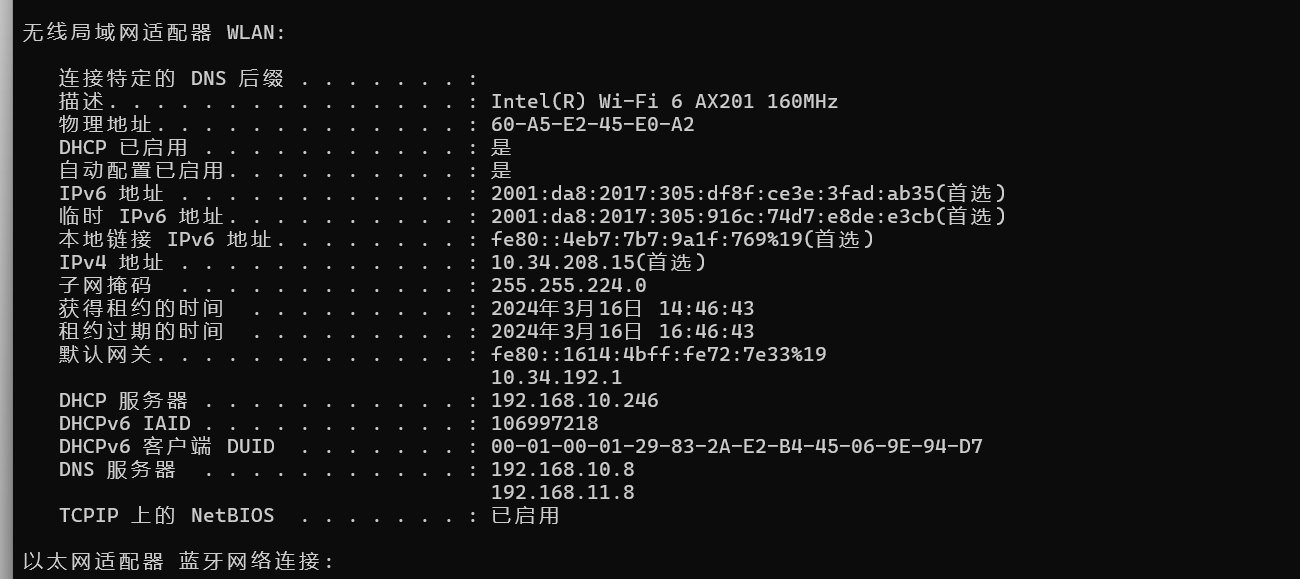 无线局域网适配器 WLAN:
连接特定的 DNS 后缀 . . . . . . . :
描述. . . . . . . . . . . . . . . : Intel(R) Wi-Fi 6 AX201 160MHz
物理地址. . . . . . . . . . . . . : 60-A5-E2-45-E0-A2
DHCP 已启用 . . . . . . . . . . . : 是
自动配置已启用. . . . . . . . . . : 是
IPv6 地址 . . . . . . . . . . . . : 2001:da8:2017:305:df8f:ce3e:3fad:ab35(首选)
临时 IPv6 地址. . . . . . . . . . : 2001:da8:2017:305:916c:74d7:e8de:e3cb(首选)
本地链接 IPv6 地址. . . . . . . . : fe80::4eb7:7b7:9a1f:769%19(首选)
IPv4 地址 . . . . . . . . . . . . : 10.34.208.15(首选)
子网掩码  . . . . . . . . . . . . : 255.255.224.0
获得租约的时间  . . . . . . . . . : 2024年3月16日 14:46:43
租约过期的时间  . . . . . . . . . : 2024年3月16日 16:46:43
默认网关. . . . . . . . . . . . . : fe80::1614:4bff:fe72:7e33%19
10.34.192.1
DHCP 服务器 . . . . . . . . . . . : 192.168.10.246
DHCPv6 IAID . . . . . . . . . . . : 106997218
DHCPv6 客户端 DUID  . . . . . . . : 00-01-00-01-29-83-2A-E2-B4-45-06-9E-94-D7
DNS 服务器  . . . . . . . . . . . : 192.168.10.8
192.168.11.8
TCPIP 上的 NetBIOS  . . . . . . . : 已启用
以太网适配器 蓝牙网络连接: